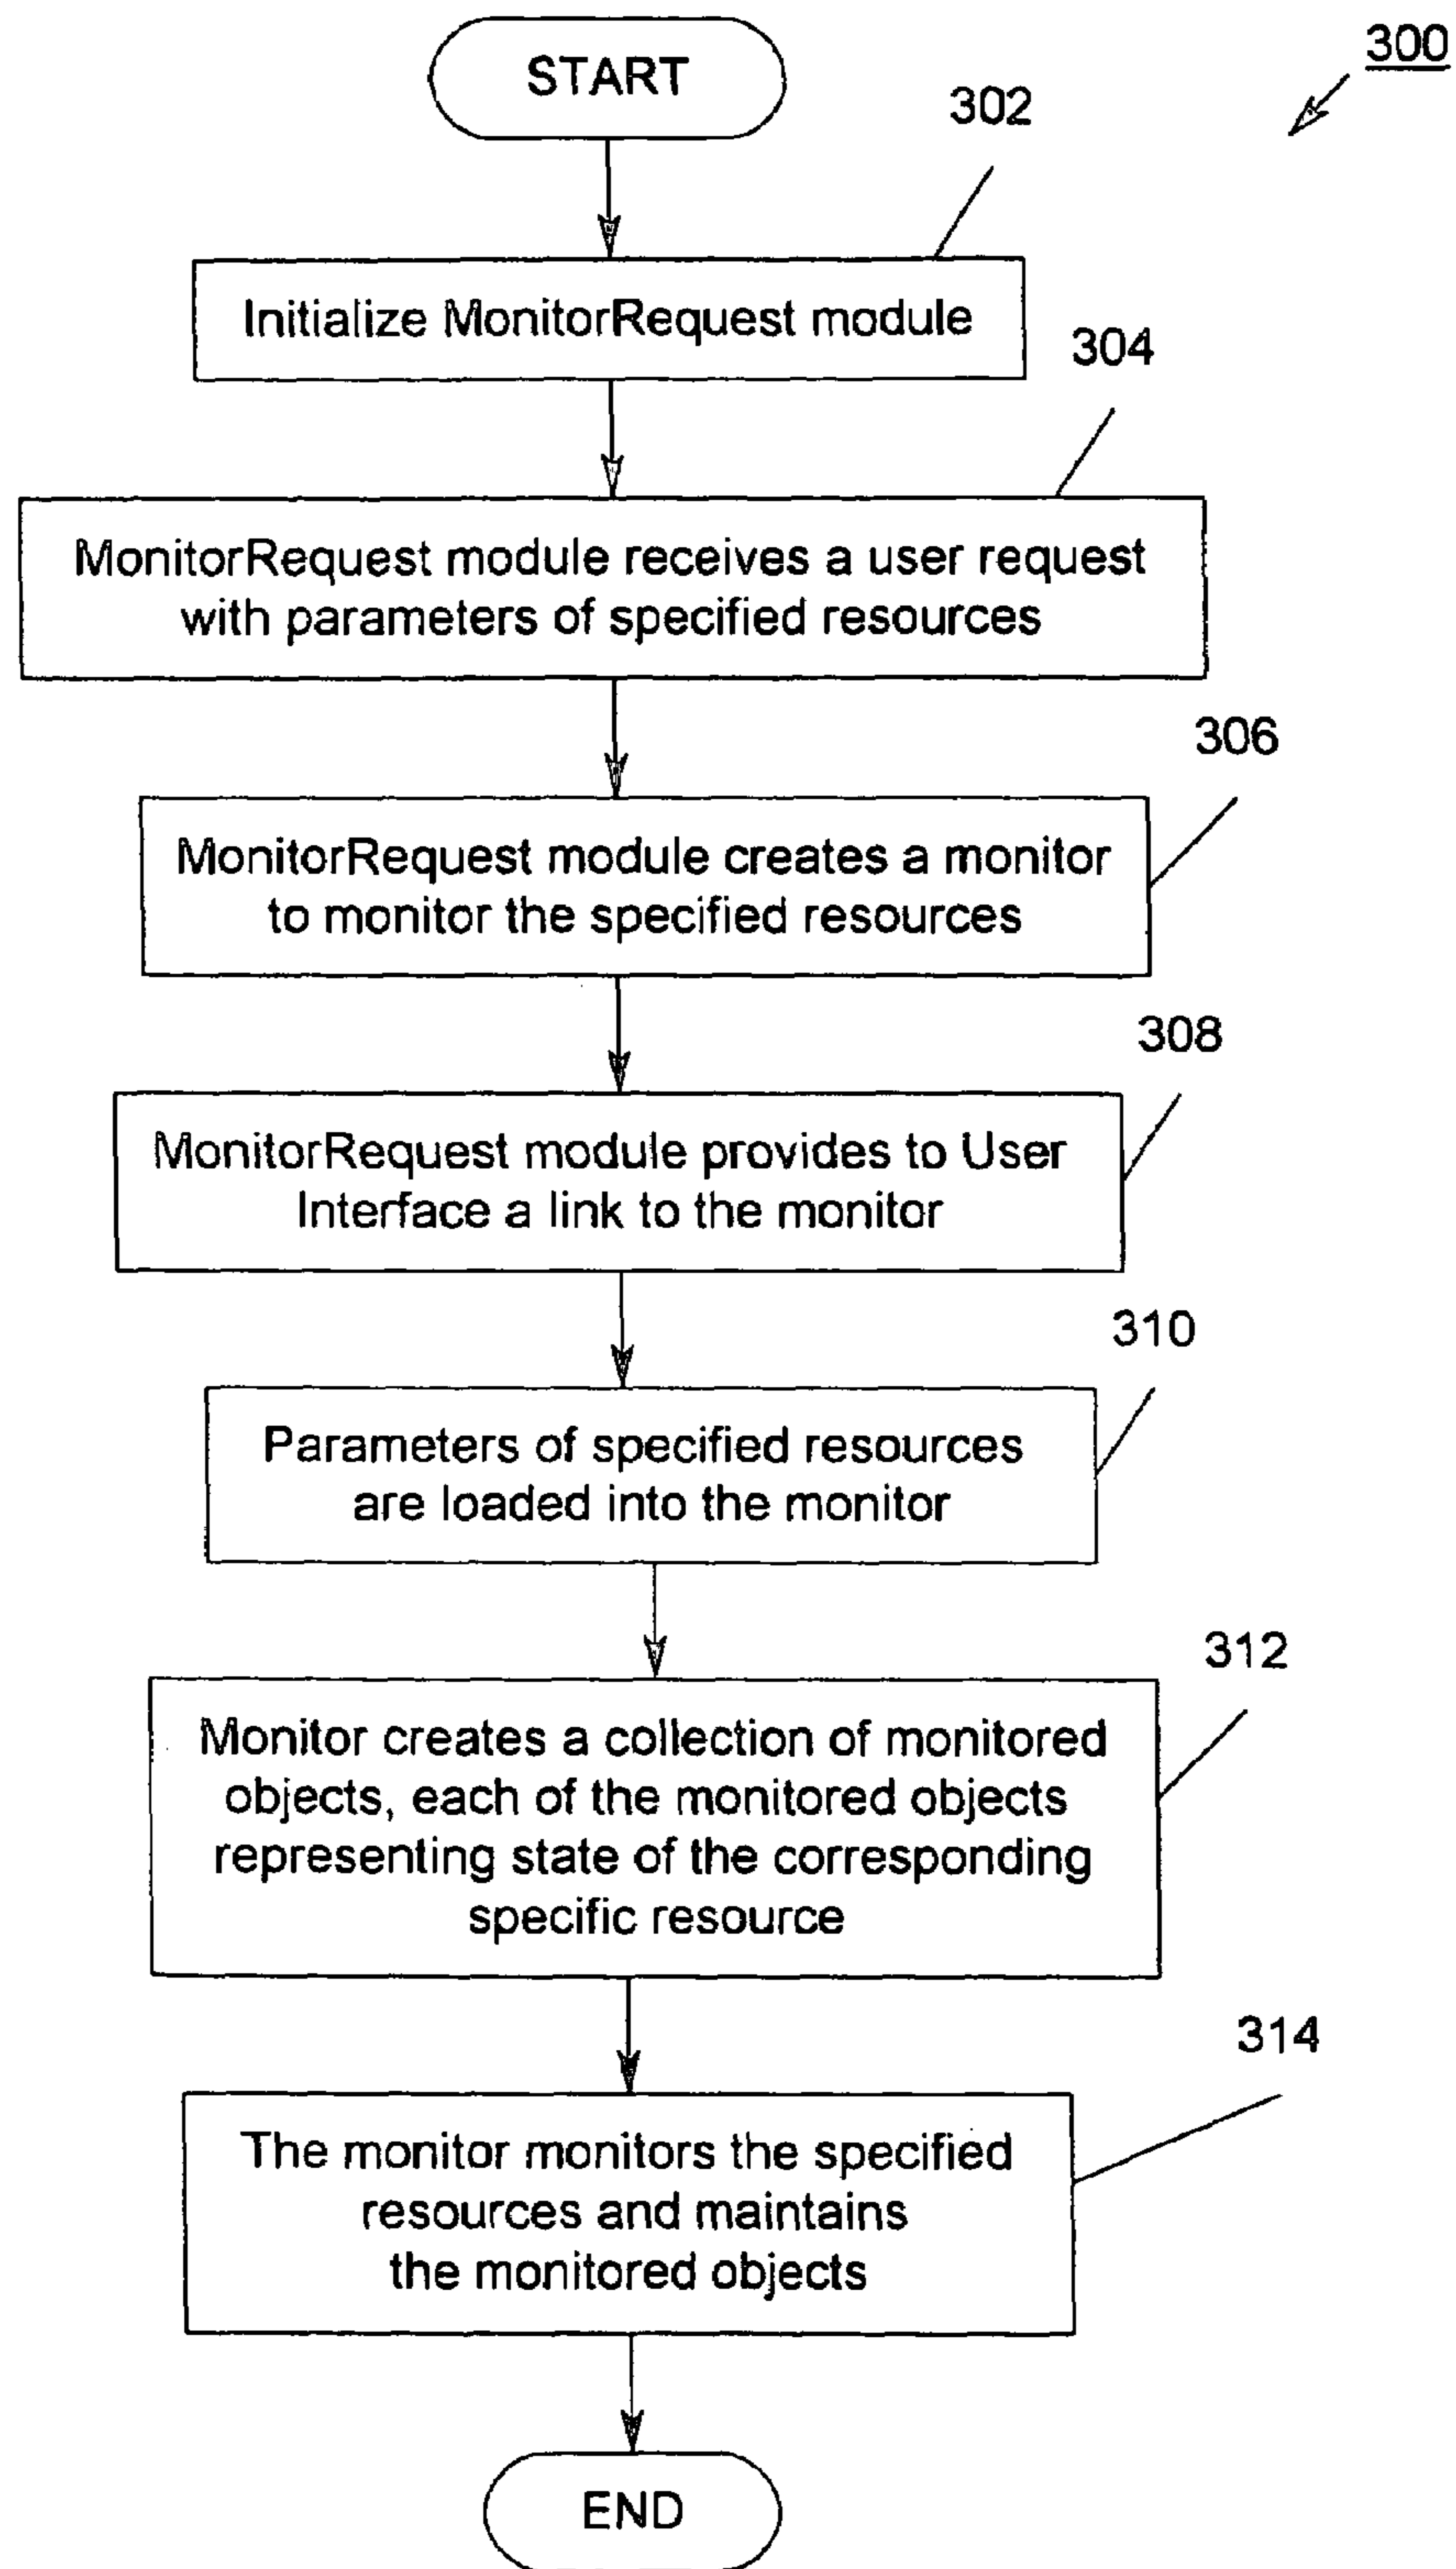 START
300
302
Initialize MonitorRequest module
304
MonitorRequest module receives a user request
with parameters of specified resources
306
MonitorRequest module creates a monitor
to monitor the specified resources
308
MonitorRequest module provides to User
Interface a link to the monitor
310
Parameters of specified resources
are loaded into the monitor
312
Monitor creates a collection of monitored
objects, each of the monitored objects
representing state of the corresponding
specific resource
314
The monitor monitors the specified
resources and maintains
the monitored objects
END